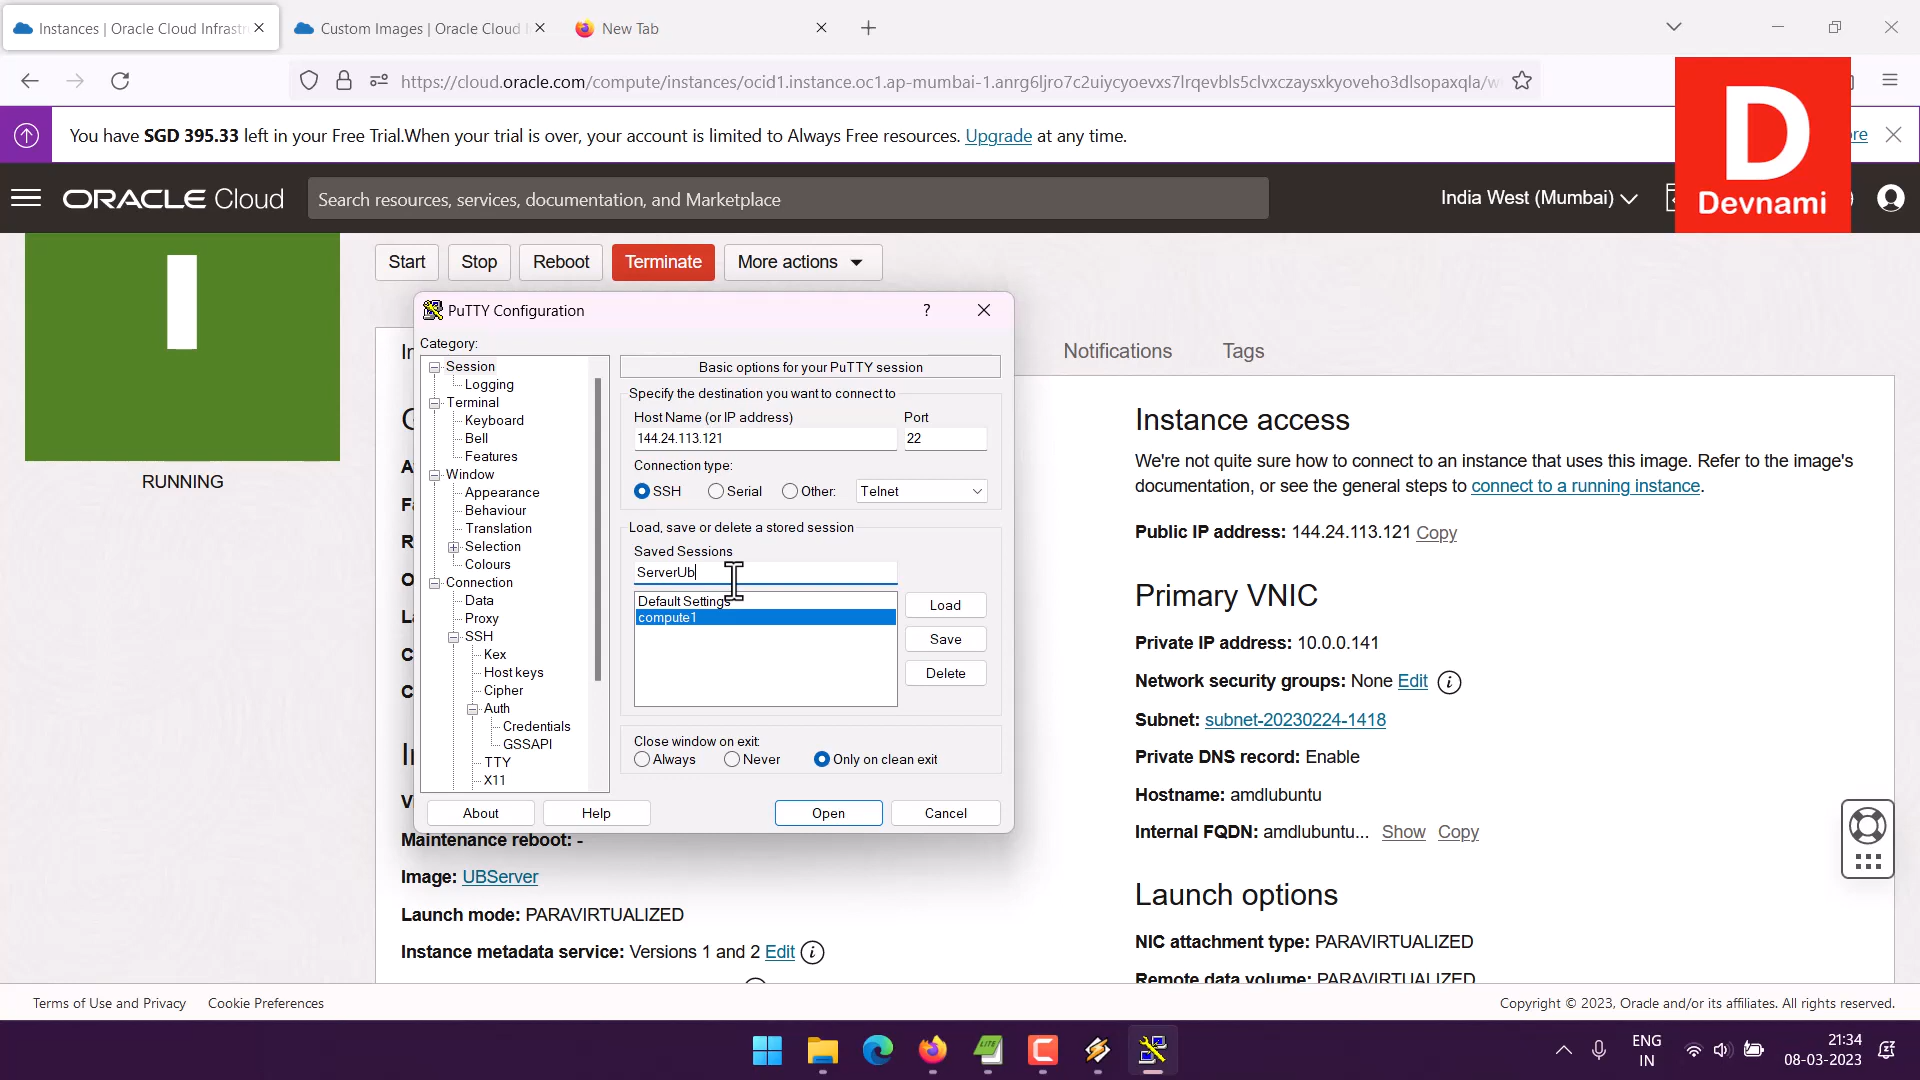 Instances | Oracle Cloud Infrastr
Custom Images | Oracle Cloud I
New Tab
https://cloud.oracle.com/compute/instances/ocid1.instance.oc1.ap-mumbai-1.anrg6ljro7c2uiycyoevxs7lrqevbls5clvxczaysxkyoveho3dlsopaxqla/w
You have SGD 395.33 left in your Free Trial.When your trial is over, your account is limited to Always Free resources. Upgrade at any time.
ORACLE Cloud
Search resources, services, documentation, and Marketplace
India West (Mumbai)
D
Devnami
Start
Stop
Reboot
Terminate
More actions
RUNNING
Notifications
Tags
PuTTY Configuration
?
Category:
Session
Logging
Terminal
Keyboard
Bell
Features
Window
Appearance
Behaviour
Translation
Selection
Colours
Connection
Data
Proxy
SSH
Kex
Host keys
Cipher
Auth
Credentials
GSSAPI
TTY
X11
Basic options for your PuTTY session
Specify the destination you want to connect to
Host Name (or IP address)
Port
144.24.113.121
22
Connection type:
SSH
Serial
Other:
Telnet
Load, save or delete a stored session
Saved Sessions
ServerUb
Default Settings
compute1
Load
Save
Delete
Close window on exit:
Always
Never
Only on clean exit
About
Help
Open
Cancel
Maintenance reboot: -
Image: UBServer
Launch mode: PARAVIRTUALIZED
Instance metadata service: Versions 1 and 2 Edit
Instance access
We're not quite sure how to connect to an instance that uses this image. Refer to the image's
documentation, or see the general steps to connect to a running instance.
Public IP address: 144.24.113.121 Copy
Primary VNIC
Private IP address: 10.0.0.141
Network security groups: None Edit
Subnet: subnet-20230224-1418
Private DNS record: Enable
Hostname: amdlubuntu
Internal FQDN: amdlubuntu... Show Copy
Launch options
NIC attachment type: PARAVIRTUALIZED
Remote data volume: PARAVIRTUALIZED
Terms of Use and Privacy
Cookie Preferences
Copyright © 2023, Oracle and/or its affiliates. All rights reserved.
LITE
ENG
IN
21:34
08-03-2023